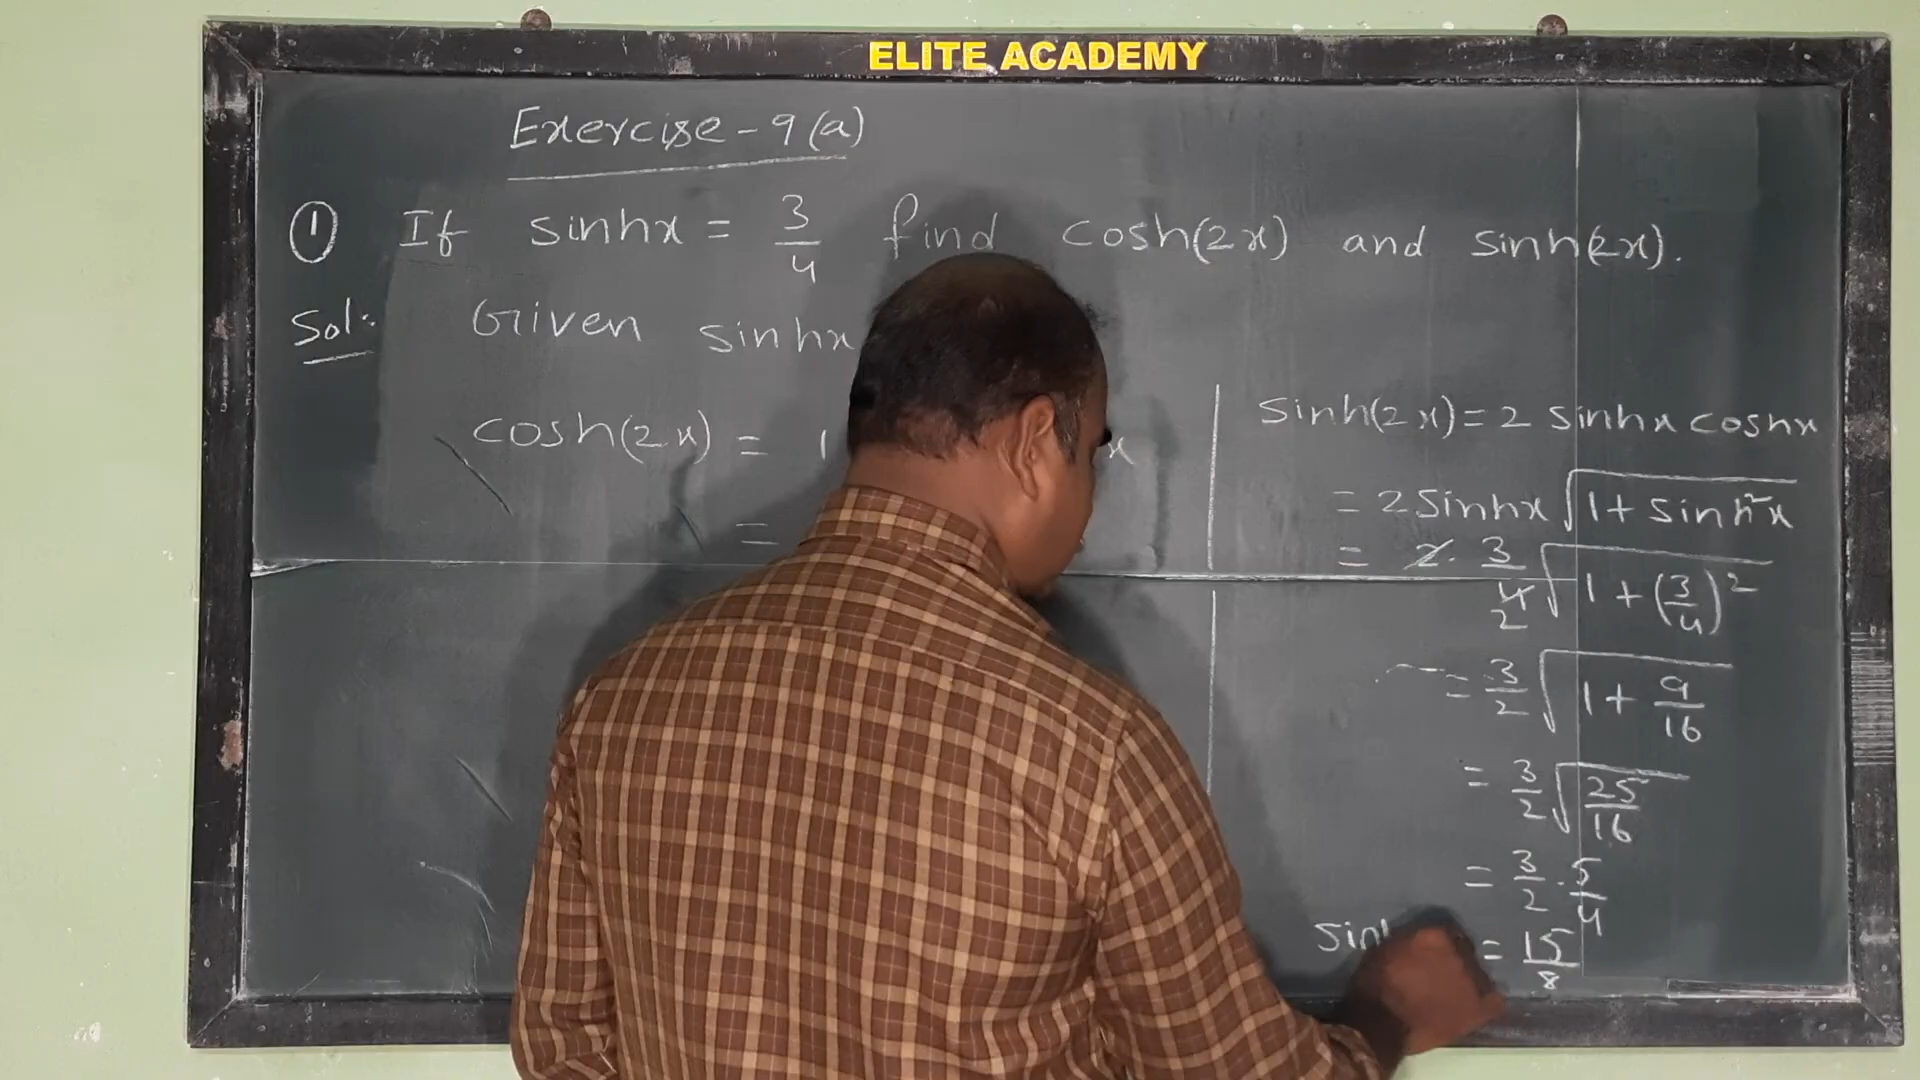 ELITE ACADEMY
Exercise - 9(a)
① If sinhx = 3/4 find cosh(2x) and sinh(2x).
Sol: Given sinhx
cosh(2x) = 1 x
=
sinh(2x) = 2 sinhx coshx
= 2 sinhx √(1 + sinh²x)
= 2. 3/4 2 √(1 + (3/4)²)
= 3/2 √(1 + 9/16)
= 3/2 √(25/16)
= 3/2 . 5/4
= 15/8